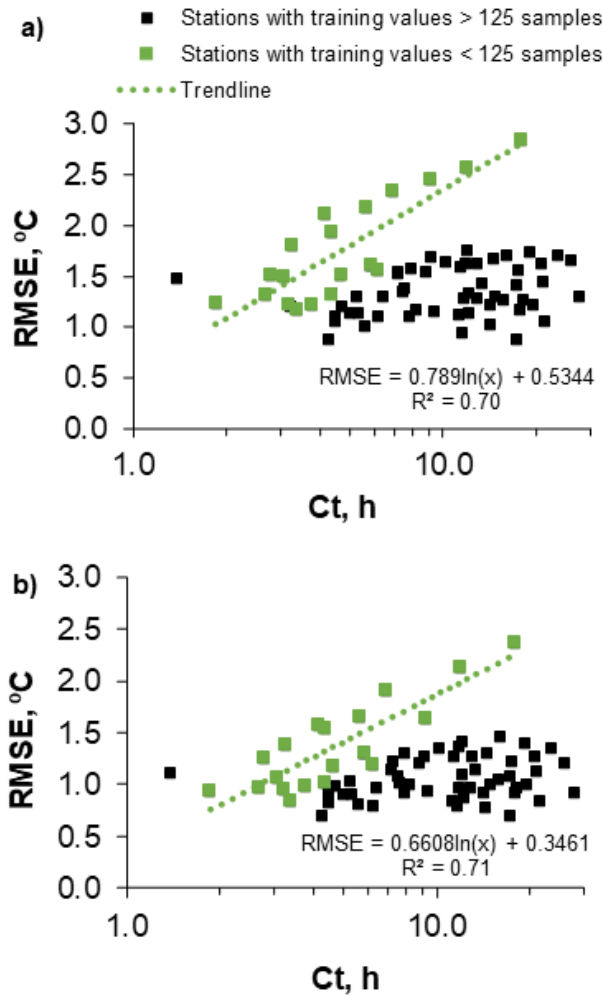 a)
Stations with training values > 125 samples
Stations with training values < 125 samples
Trendline
3.0
2.5
2.0
1.5
1.0
0.5
0.0
RMSE, ºC
RMSE = 0.789ln(x) + 0.5344
R² = 0.70
1.0 10.0
Ct, h
b)
3.0
2.5
2.0
1.5
1.0
0.5
0.0
RMSE, ºC
RMSE = 0.6608ln(x) + 0.3461
R² = 0.71
1.0 10.0
Ct, h